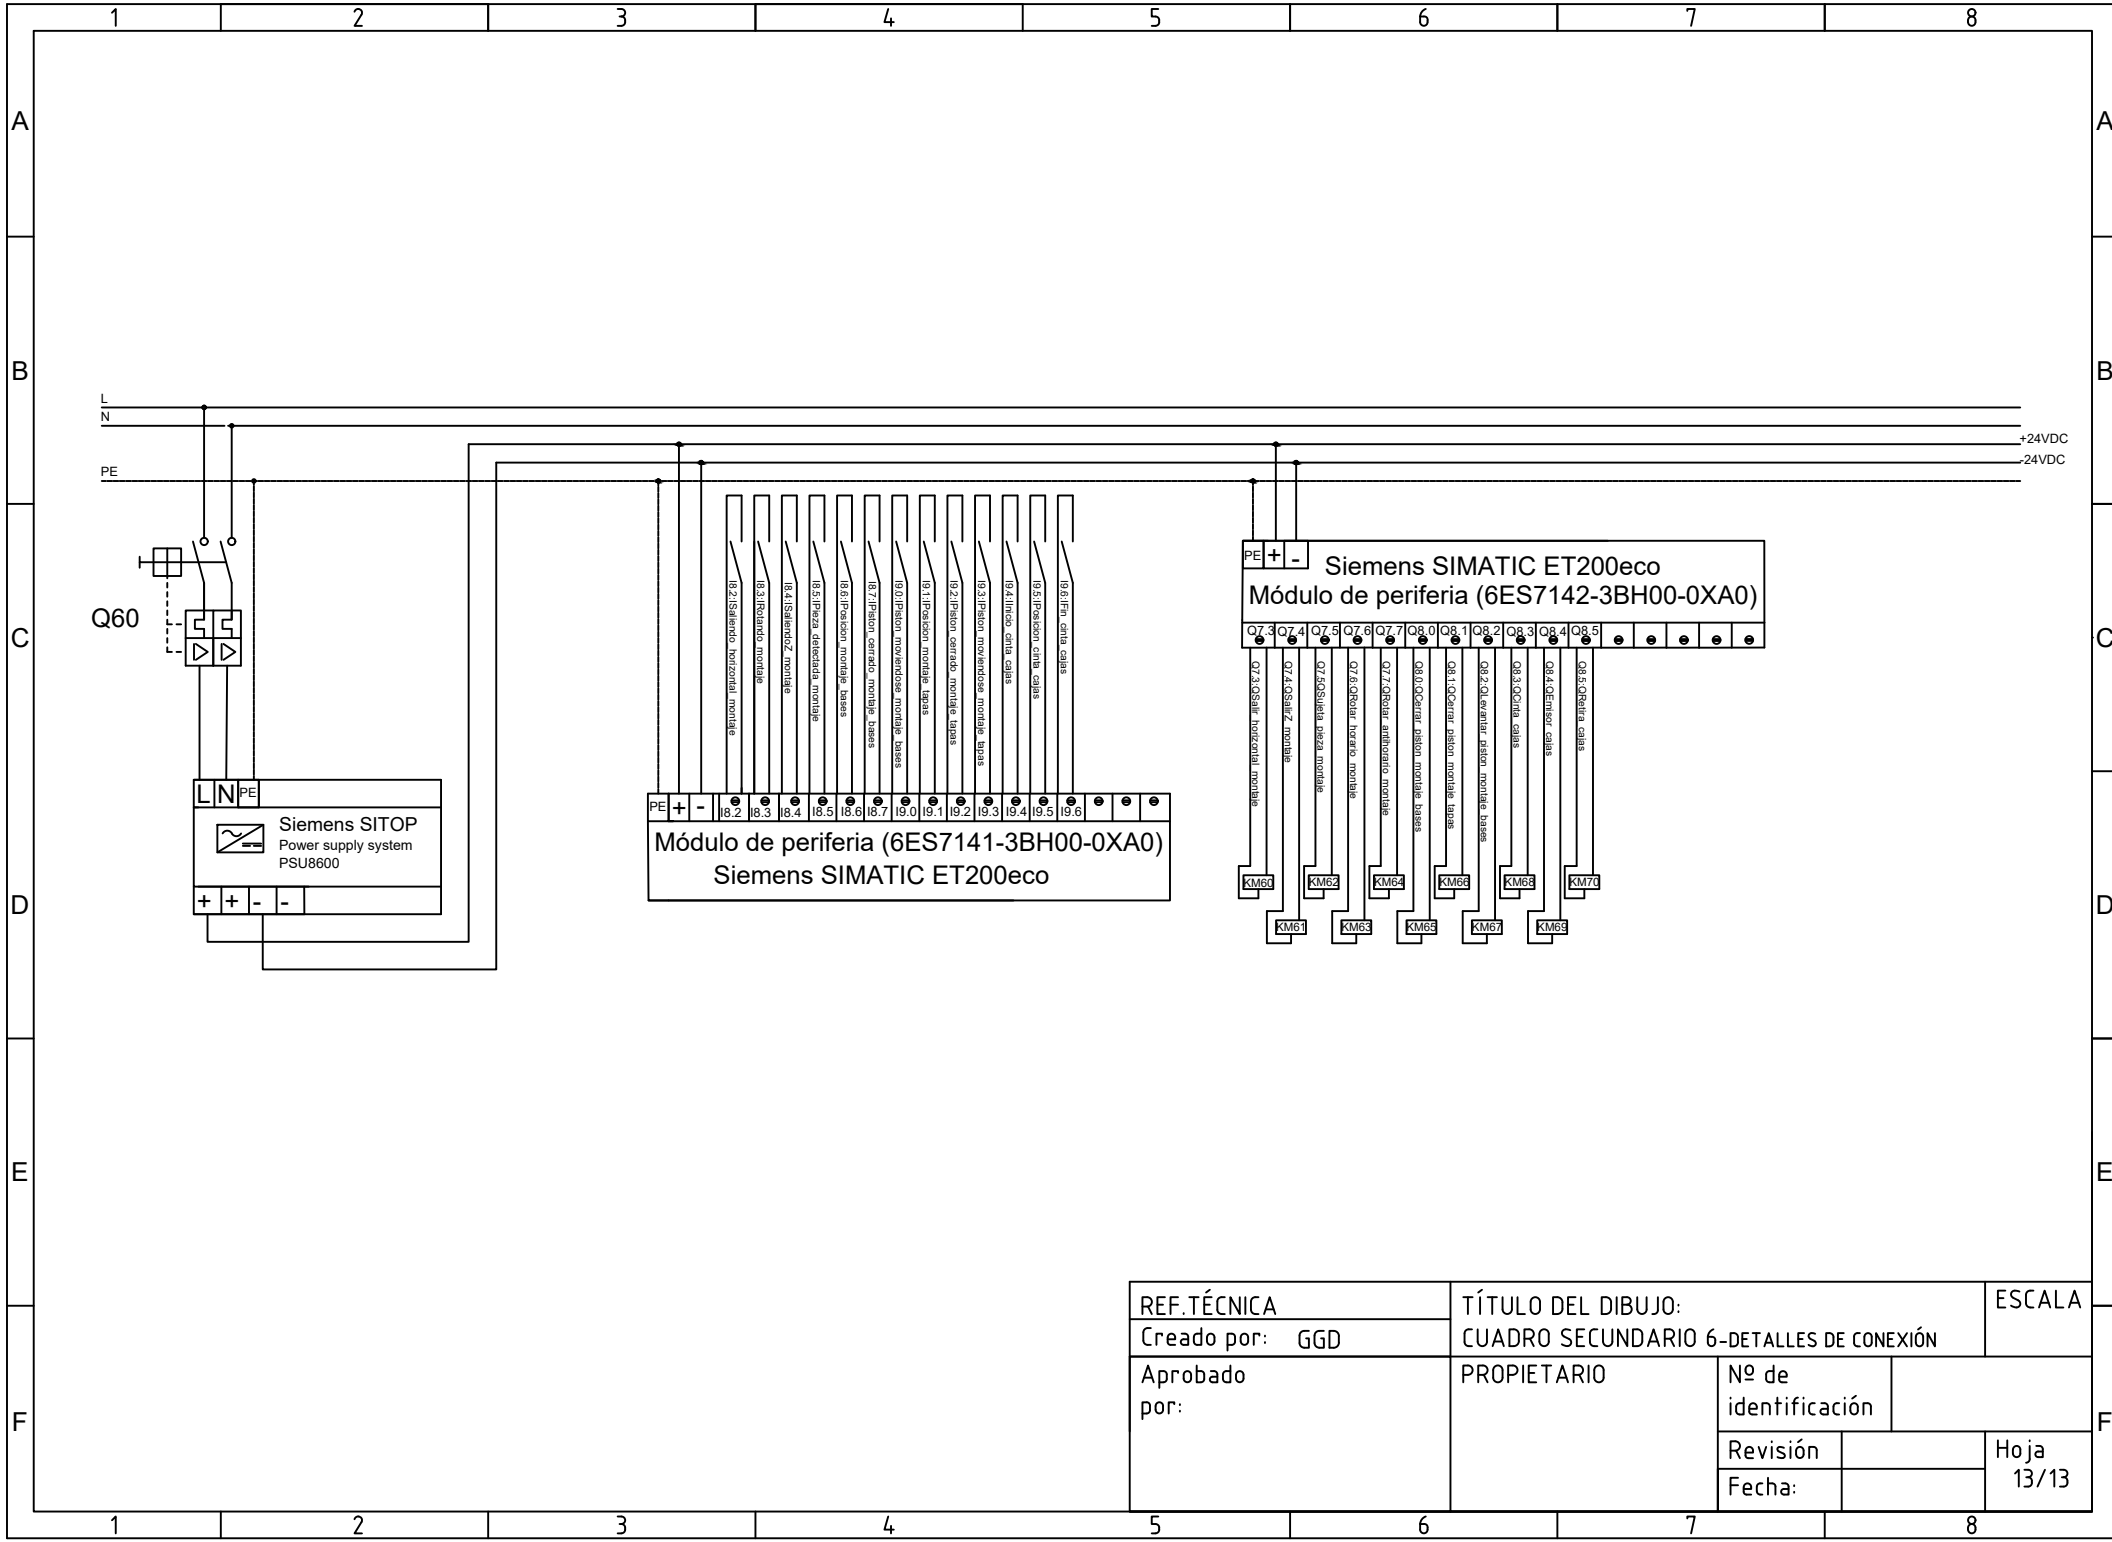 1 2 3 4 5 6 7 8
A A
B B
L
N
+24VDC
-24VDC
PE
Q60
C C
L N PE
Siemens SITOP
Power supply system
PSU8600
+ + - -
I8.2:ISaliendo_horizontal_montaje
I8.3:IRotando_montaje
I8.4:ISaliendoZ_montaje
I8.5:IPieza_detectada_montaje
I8.6:IPosicion_montaje_bases
I8.7:IPiston_cerrado_montaje_bases
I9.0:IPiston_moviendose_montaje_bases
I9.1:IPosicion_montaje_tapas
I9.2:IPiston_cerrado_montaje_tapas
I9.3:IPiston_moviendose_montaje_tapas
I9.4:IInicio_cinta_cajas
I9.5:IPosicion_cinta_cajas
I9.6:IFin_cinta_cajas
PE + - I8.2 I8.3 I8.4 I8.5 I8.6 I8.7 I9.0 I9.1 I9.2 I9.3 I9.4 I9.5 I9.6
Módulo de periferia (6ES7141-3BH00-0XA0)
Siemens SIMATIC ET200eco
PE + -
Siemens SIMATIC ET200eco
Módulo de periferia (6ES7142-3BH00-0XA0)
Q7.3 Q7.4 Q7.5 Q7.6 Q7.7 Q8.0 Q8.1 Q8.2 Q8.3 Q8.4 Q8.5
Q7.3:QSalir_horizontal_montaje
Q7.4:QSalirZ_montaje
Q7.5QSujeta_pieza_montaje
Q7.6:QRotar_horario_montaje
Q7.7:QRotar_antihorario_montaje
Q8.0:QCerrar_piston_montaje_bases
Q8.1:QCerrar_piston_montaje_tapas
Q8.2:QLevantar_piston_montaje_bases
Q8.3:QCinta_cajas
Q8.4:QEmisor_cajas
Q8.5:QRetira_cajas
KM60 KM62 KM64 KM66 KM68 KM70
KM61 KM63 KM65 KM67 KM69
D D
E E
F F
REF.TÉCNICA
Creado por: GGD
Aprobado
por:
TÍTULO DEL DIBUJO:
CUADRO SECUNDARIO 6-DETALLES DE CONEXIÓN
ESCALA
PROPIETARIO
Nº de
identificación
Revisión
Fecha:
Hoja
13/13
1 2 3 4 5 6 7 8